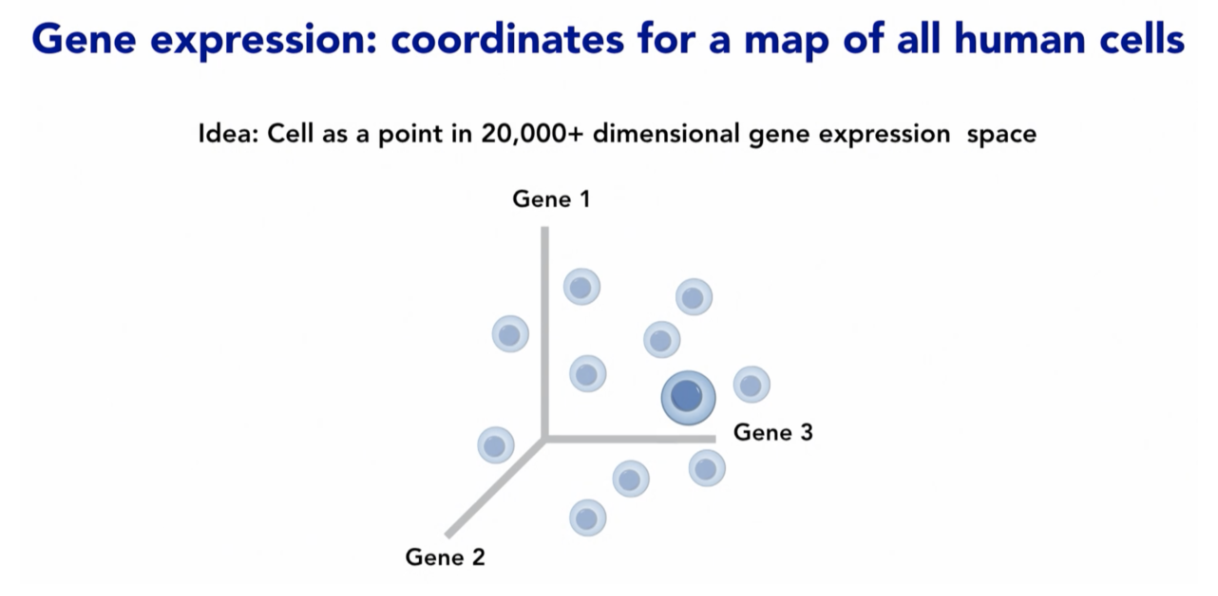 Gene expression: coordinates for a map of all human cells
Idea: Cell as a point in 20,000+ dimensional gene expression space
Gene 1
Gene 3
Gene 2